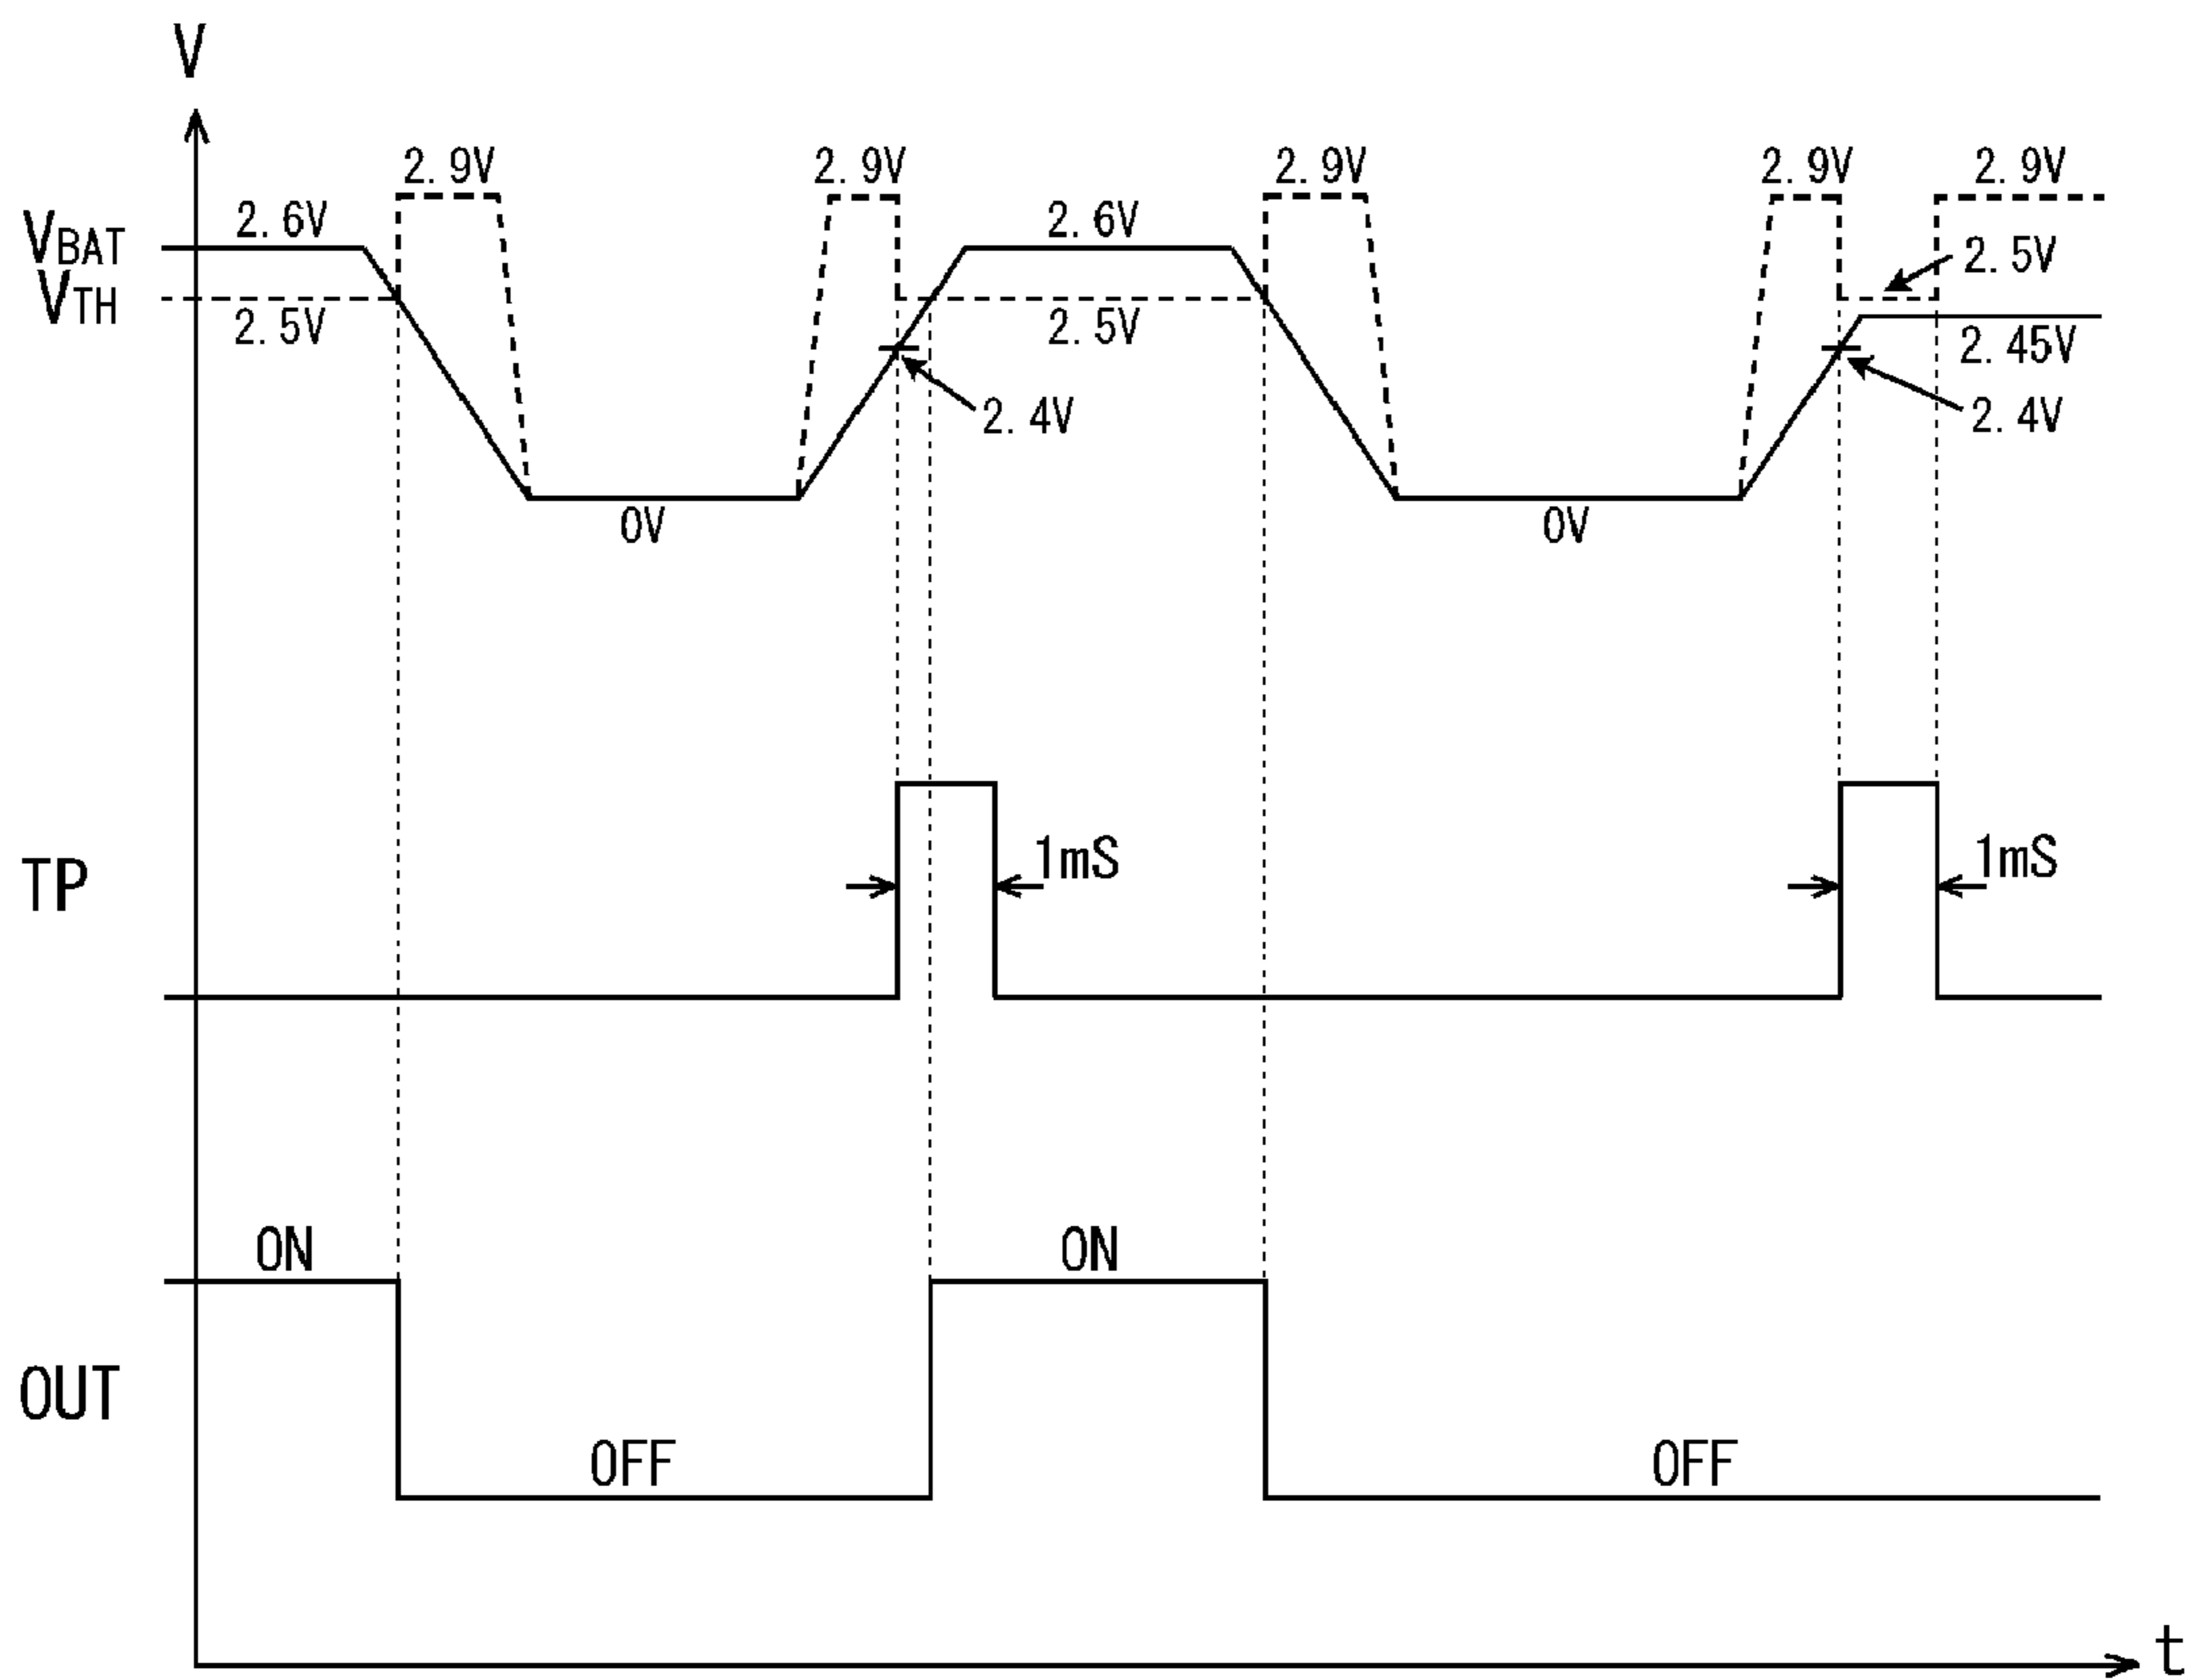 V
2.9V 2.9V 2.9V 2.9V 2.9V
VBAT 2.6V 2.6V
2.5V
VTH 2.5V 2.5V
2.45V
2.4V 2.4V
0V 0V
TP 1mS 1mS
ON ON
OUT
OFF OFF
t